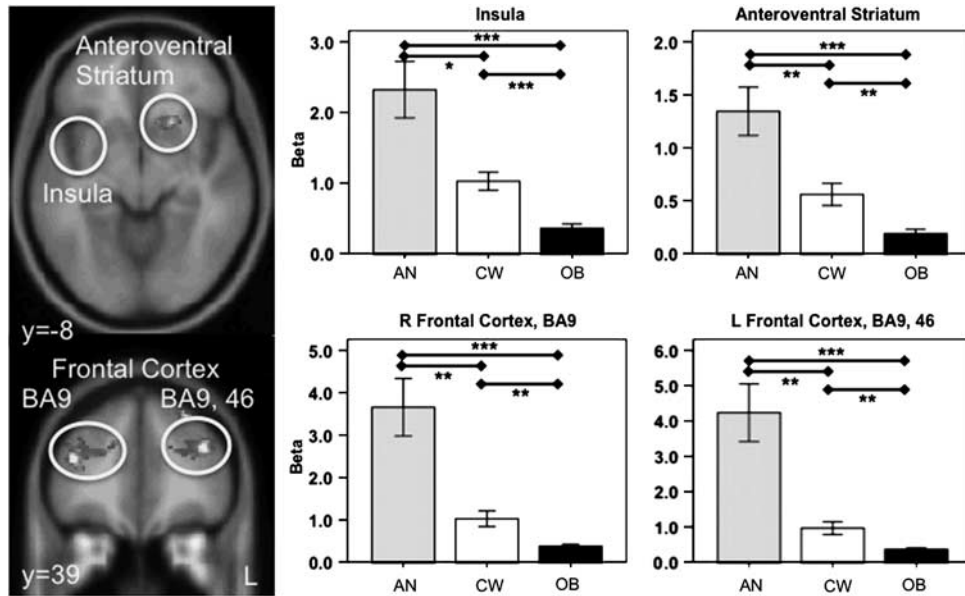 Anteroventral
Striatum
Insula
y=-8
Frontal Cortex
BA9 BA9, 46
y=39 L
Insula
Beta
3.0
2.0
1.0
0.0
***
*
***
AN CW OB
Anteroventral Striatum
2.0
1.5
1.0
0.5
0.0
***
**
**
AN CW OB
R Frontal Cortex, BA9
Beta
5.0
4.0
3.0
2.0
1.0
0.0
***
**
**
AN CW OB
L Frontal Cortex, BA9, 46
6.0
5.0
4.0
3.0
2.0
1.0
0.0
***
**
**
AN CW OB